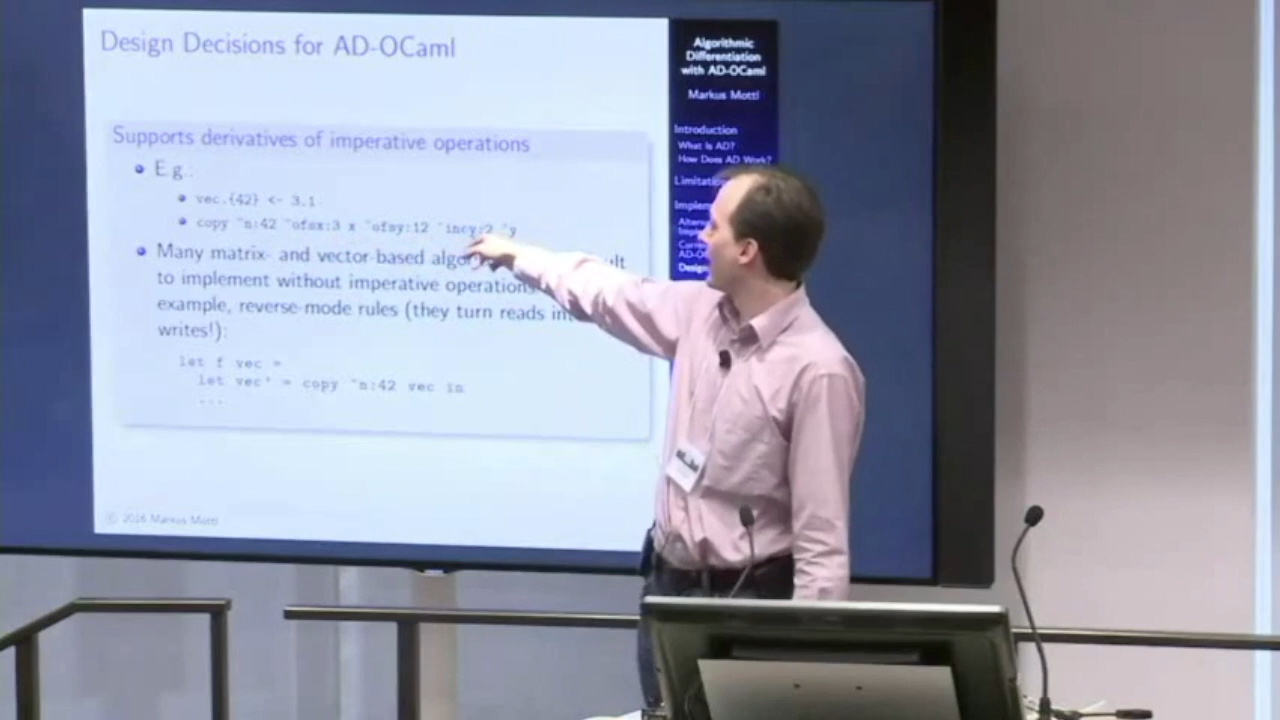 Design Decisions for AD-OCaml
Supports derivatives of imperative operations
E.g.:
vec.{42} <- 3.1
copy ~n:42 ~ofsx:3 x ~ofsy:12 ~incy:2 ~y
Many matrix- and vector-based
to implement without imperative operations
example, reverse-mode rules (they turn reads
writes!):
let f vec =
let vec' = copy ~n:42 vec in
...
© 2016 Markus Mottl
Algorithmic
Differentiation
with AD-OCaml
Markus Mottl
Introduction
What Is AD?
How Does AD Work?